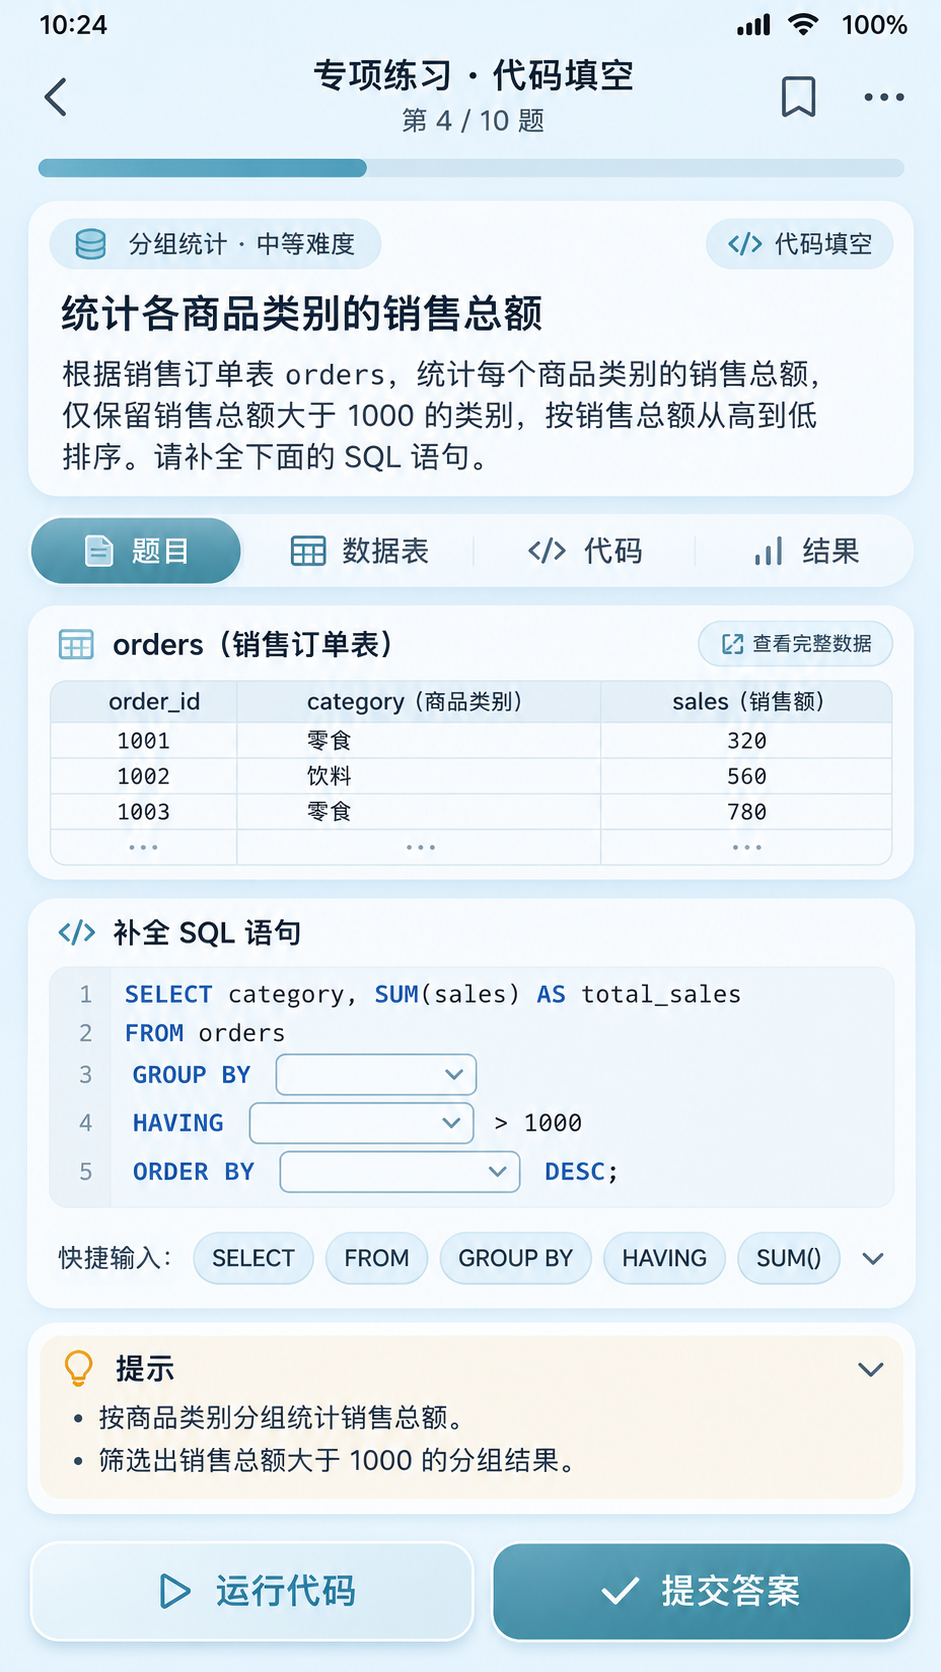 10:24
100%
专项练习 · 代码填空
第 4 / 10 题
分组统计 · 中等难度
</> 代码填空
统计各商品类别的销售总额
根据销售订单表 orders，统计每个商品类别的销售总额，
仅保留销售总额大于 1000 的类别，按销售总额从高到低
排序。请补全下面的 SQL 语句。
题目
数据表
</> 代码
结果
orders（销售订单表）
查看完整数据
order_id category（商品类别） sales（销售额）
1001 零食 320
1002 饮料 560
1003 零食 780
... ... ...
</> 补全 SQL 语句
1 SELECT category, SUM(sales) AS total_sales
2 FROM orders
3 GROUP BY
4 HAVING > 1000
5 ORDER BY DESC;
快捷输入： SELECT FROM GROUP BY HAVING SUM()
提示
• 按商品类别分组统计销售总额。
• 筛选出销售总额大于 1000 的分组结果。
运行代码
提交答案